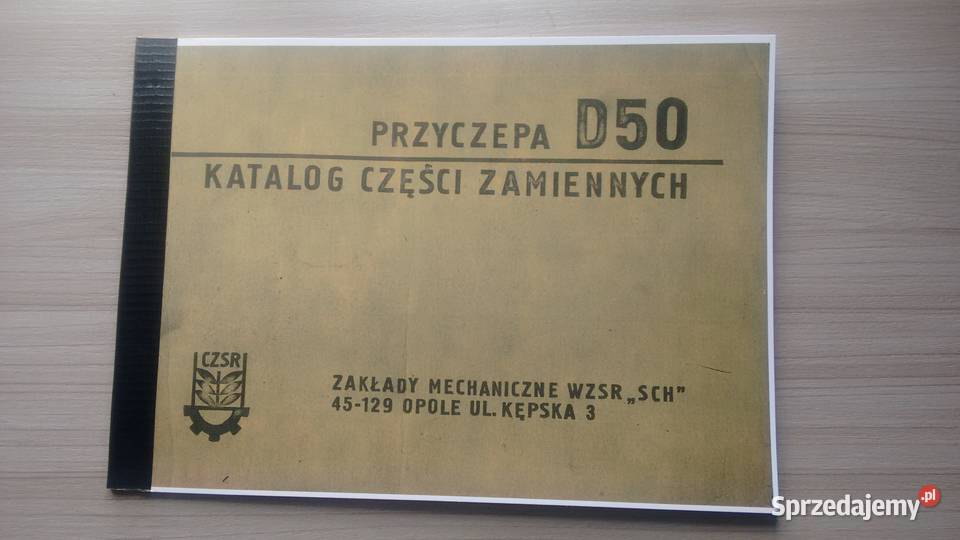 PRZYCZEPA D50
KATALOG CZĘŚCI ZAMIENNYCH
CZSR
ZAKŁADY MECHANICZNE WZSR „SCH”
45-129 OPOLE UL. KĘPSKA 3
Sprzedajemy.pl